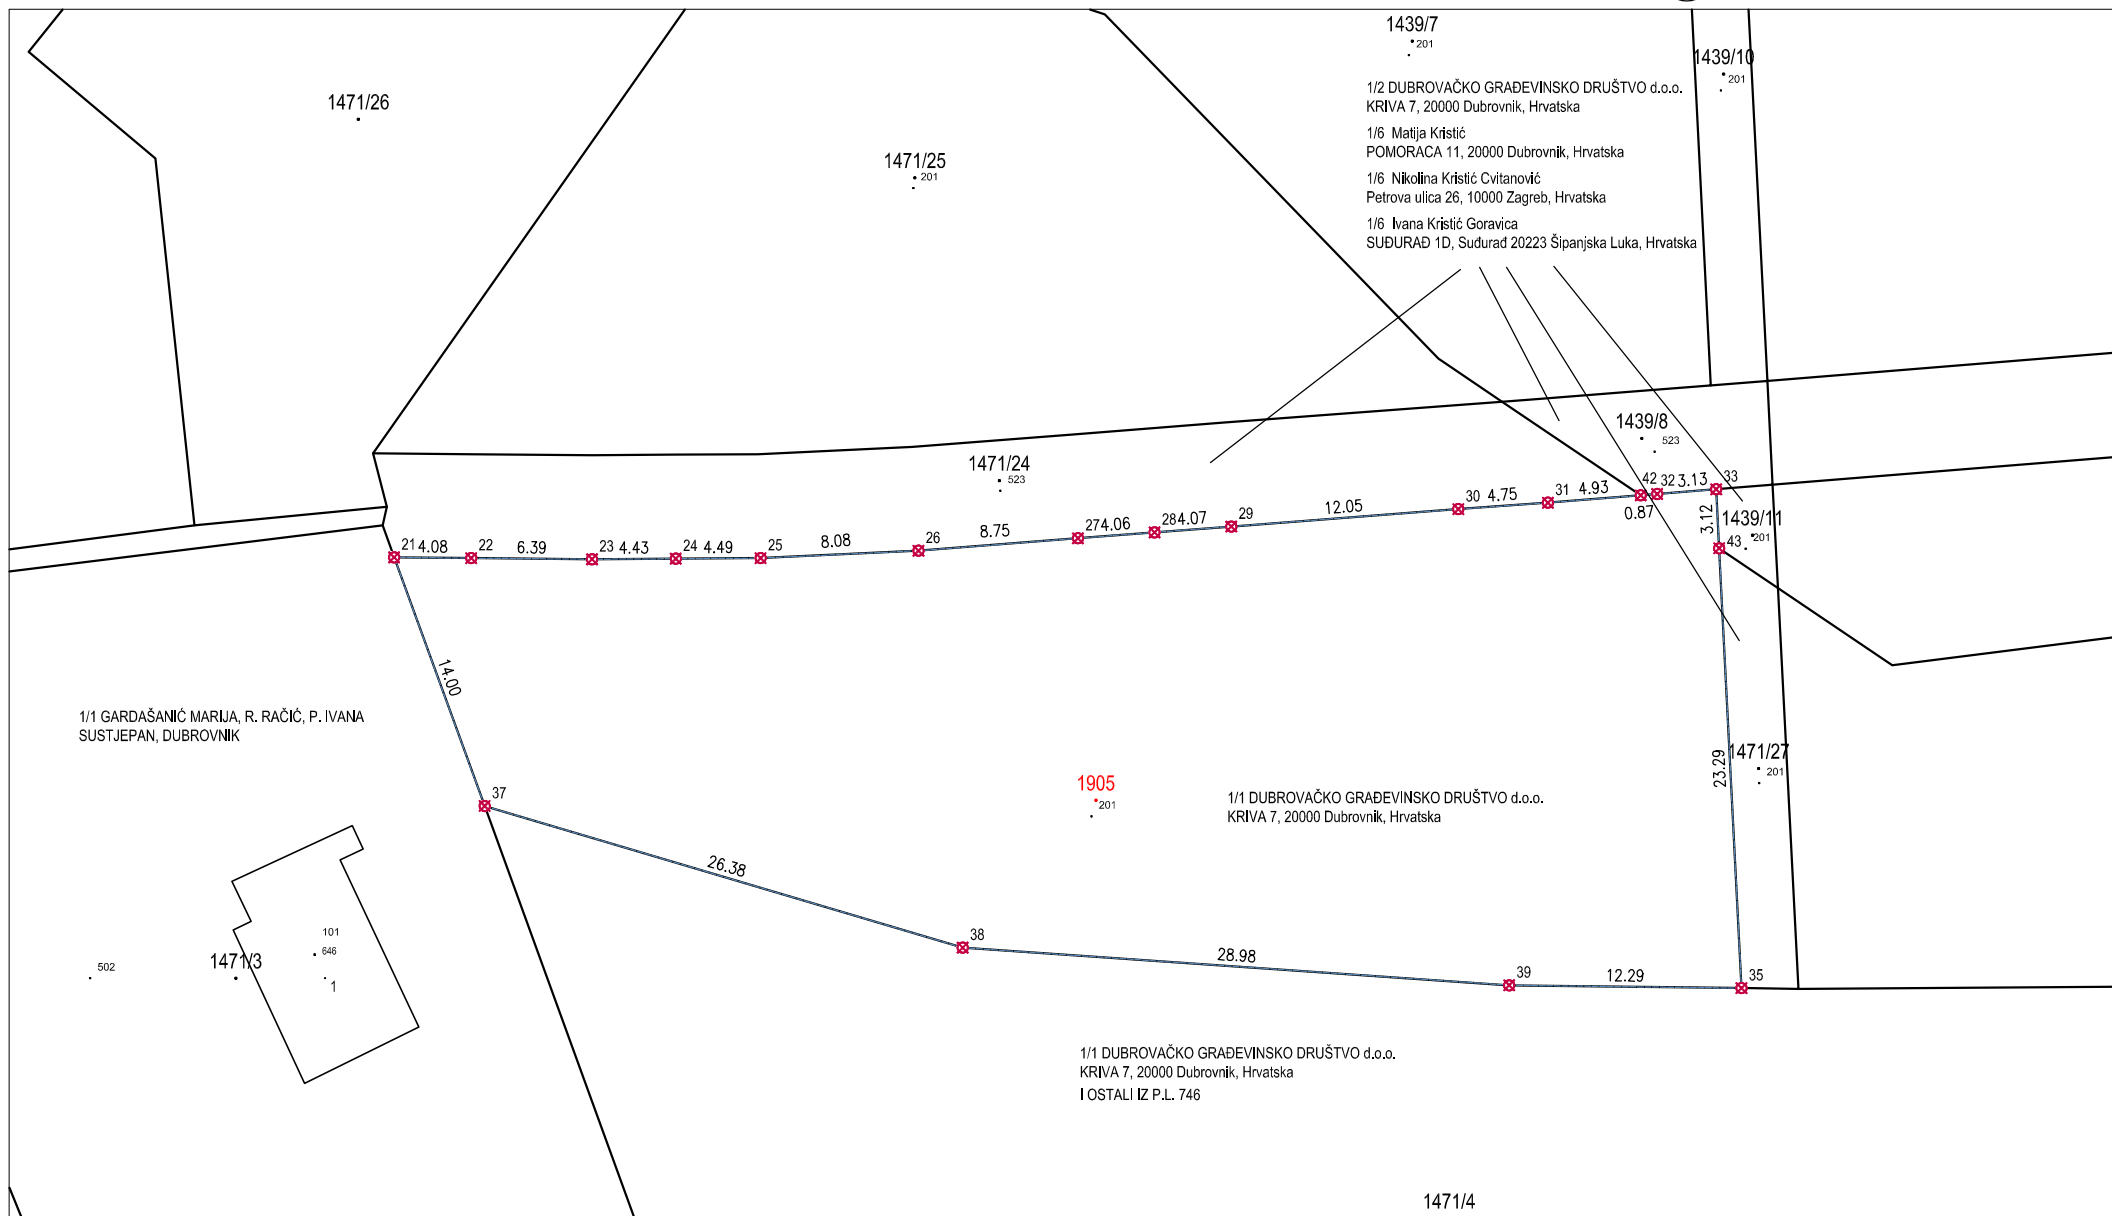 1439/7
201
1439/10
201
1471/26
1/2 DUBROVAČKO GRAĐEVINSKO DRUŠTVO d.o.o.
KRIVA 7, 20000 Dubrovnik, Hrvatska
1/6 Matija Kristić
POMORACA 11, 20000 Dubrovnik, Hrvatska
1/6 Nikolina Kristić Cvitanović
Petrova ulica 26, 10000 Zagreb, Hrvatska
1/6 Ivana Kristić Goravica
SUĐURAĐ 1D, Suđurađ 20223 Šipanjska Luka, Hrvatska
1471/25
201
1439/8
523
1471/24
523
21 4.08 22 6.39 23 4.43 24 4.49 25 8.08 26 8.75 27 4.06 28 4.07 29 12.05 30 4.75 31 4.93 42 32 3.13 33
0.87
3.12
1439/11
201
43
14.00
1/1 GARDAŠANIĆ MARIJA, R. RAČIĆ, P. IVANA
SUSTJEPAN, DUBROVNIK
37
1905
201
1/1 DUBROVAČKO GRAĐEVINSKO DRUŠTVO d.o.o.
KRIVA 7, 20000 Dubrovnik, Hrvatska
23.29
1471/27
201
26.38
38
28.98
39
12.29
35
101
646
1
1471/3
502
1/1 DUBROVAČKO GRAĐEVINSKO DRUŠTVO d.o.o.
KRIVA 7, 20000 Dubrovnik, Hrvatska
I OSTALI IZ P.L. 746
1471/4